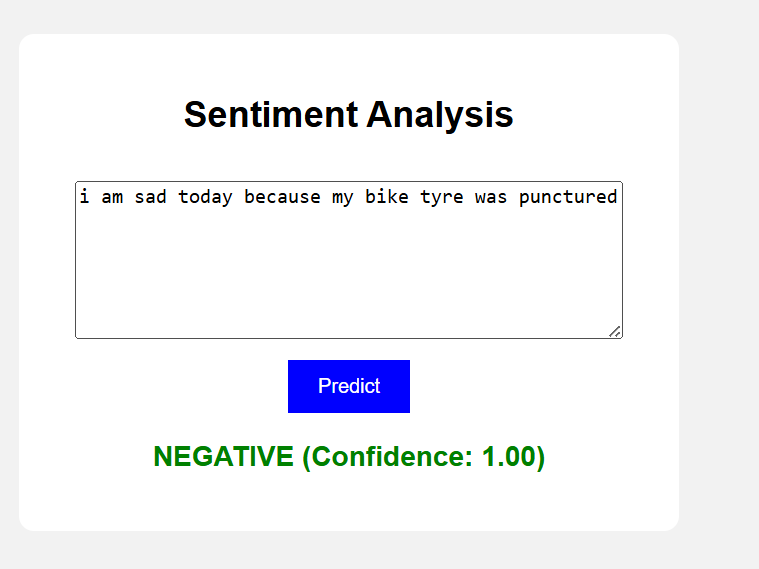 Sentiment Analysis
i am sad today because my bike tyre was punctured
Predict
NEGATIVE (Confidence: 1.00)